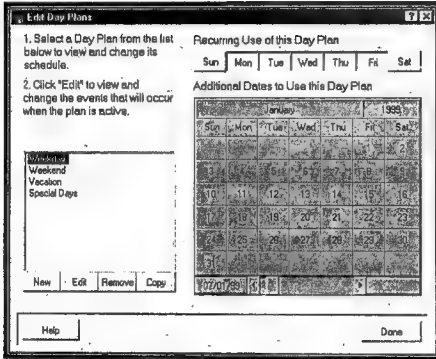 Edit Day Plans
1. Select a Day Plan from the list
below to view and change its
schedule.
2. Click "Edit" to view and
change the events that will occur
when the plan is active.
Weekday
Weekend
Vacation
Special Days
New Edit Remove Copy
Recurring Use of this Day Plan
Sun Mon Tue Wed Thu Fri Sat
Additional Dates to Use this Day Plan
January 1999
Sun Mon Tue Wed Thu Fri Sat
2
10 11 12 13 14 15 16
17 18 19 20 21 22 23
24 25 26 27 28 29 30
31
Help
Done